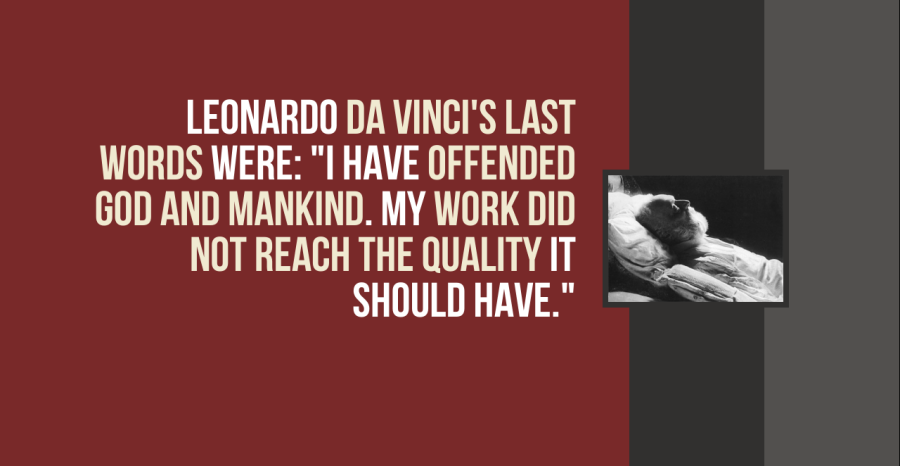 LEONARDO DA VINCI'S LAST
WORDS WERE: "I HAVE OFFENDED
GOD AND MANKIND. MY WORK DID
NOT REACH THE QUALITY IT
SHOULD HAVE."